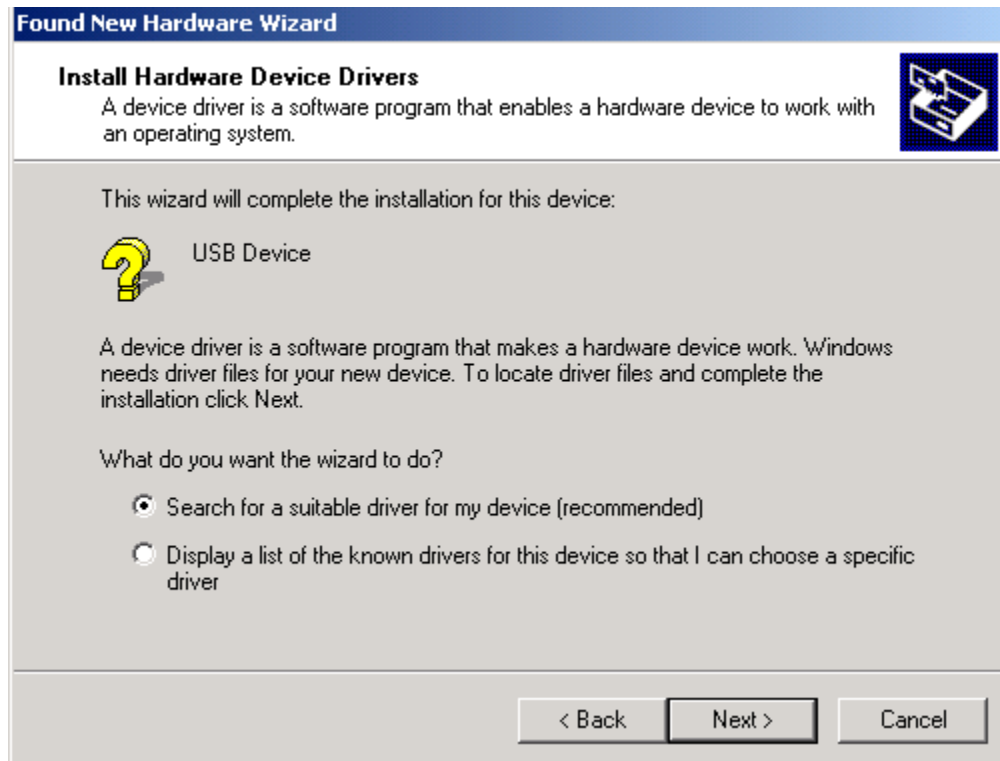 Found New Hardware Wizard
Install Hardware Device Drivers
A device driver is a software program that enables a hardware device to work with
an operating system.
This wizard will complete the installation for this device:
USB Device
A device driver is a software program that makes a hardware device work. Windows
needs driver files for your new device. To locate driver files and complete the
installation click Next.
What do you want the wizard to do?
Search for a suitable driver for my device (recommended)
Display a list of the known drivers for this device so that I can choose a specific
driver
< Back Next > Cancel